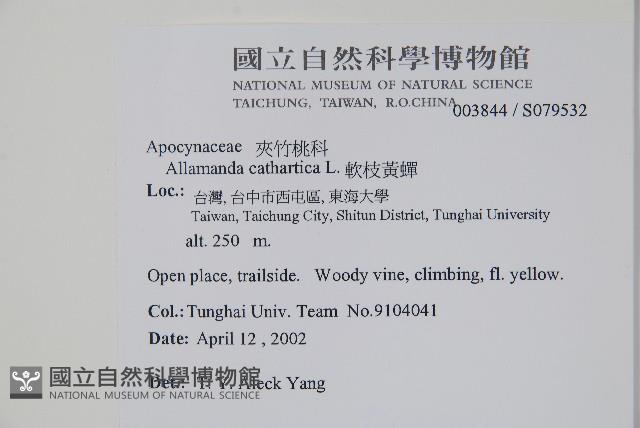 國立自然科學博物館
NATIONAL MUSEUM OF NATURAL SCIENCE
TAICHUNG, TAIWAN, R.O.CHINA
003844 / S079532
Apocynaceae 夾竹桃科
Allamanda cathartica L. 軟枝黃蟬
Loc.: 台灣, 台中市西屯區, 東海大學
Taiwan, Taichung City, Shitun District, Tunghai University
alt. 250 m.
Open place, trailside. Woody vine, climbing, fl. yellow.
Col.: Tunghai Univ. Team No.9104041
Date: April 12 , 2002
Yang
國立自然科學博物館
NATIONAL MUSEUM OF NATURAL SCIENCE